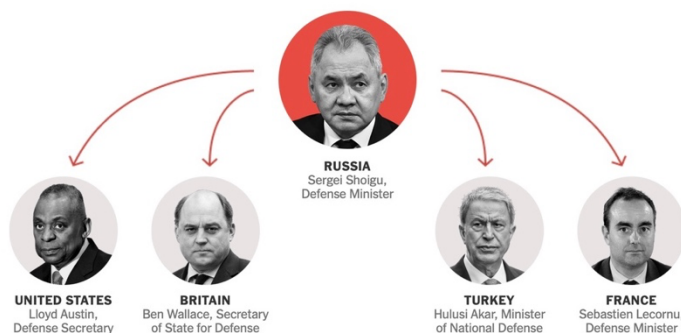 RUSSIA
Sergei Shoigu,
Defense Minister
UNITED STATES
Lloyd Austin,
Defense Secretary
BRITAIN
Ben Wallace, Secretary
of State for Defense
TURKEY
Hulusi Akar, Minister
of National Defense
FRANCE
Sebastien Lecornu,
Defense Minister